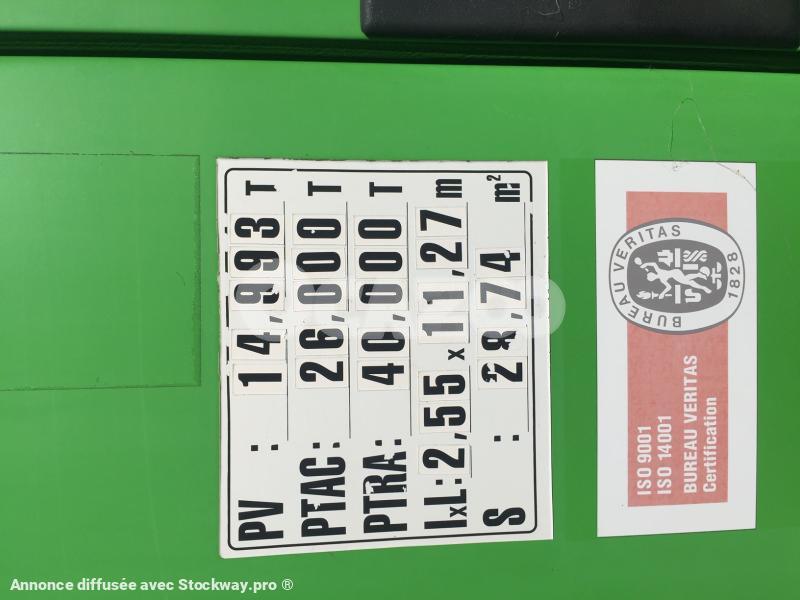 PV : 14,993 T
PTAC: 26,000 T
PTRA: 40,000 T
lxL: 2,55 x 11,27 m
S : 28,74 m²
BUREAU VERITAS
1828
ISO 9001
ISO 14001
BUREAU VERITAS
Certification
Annonce diffusée avec Stockway.pro ®